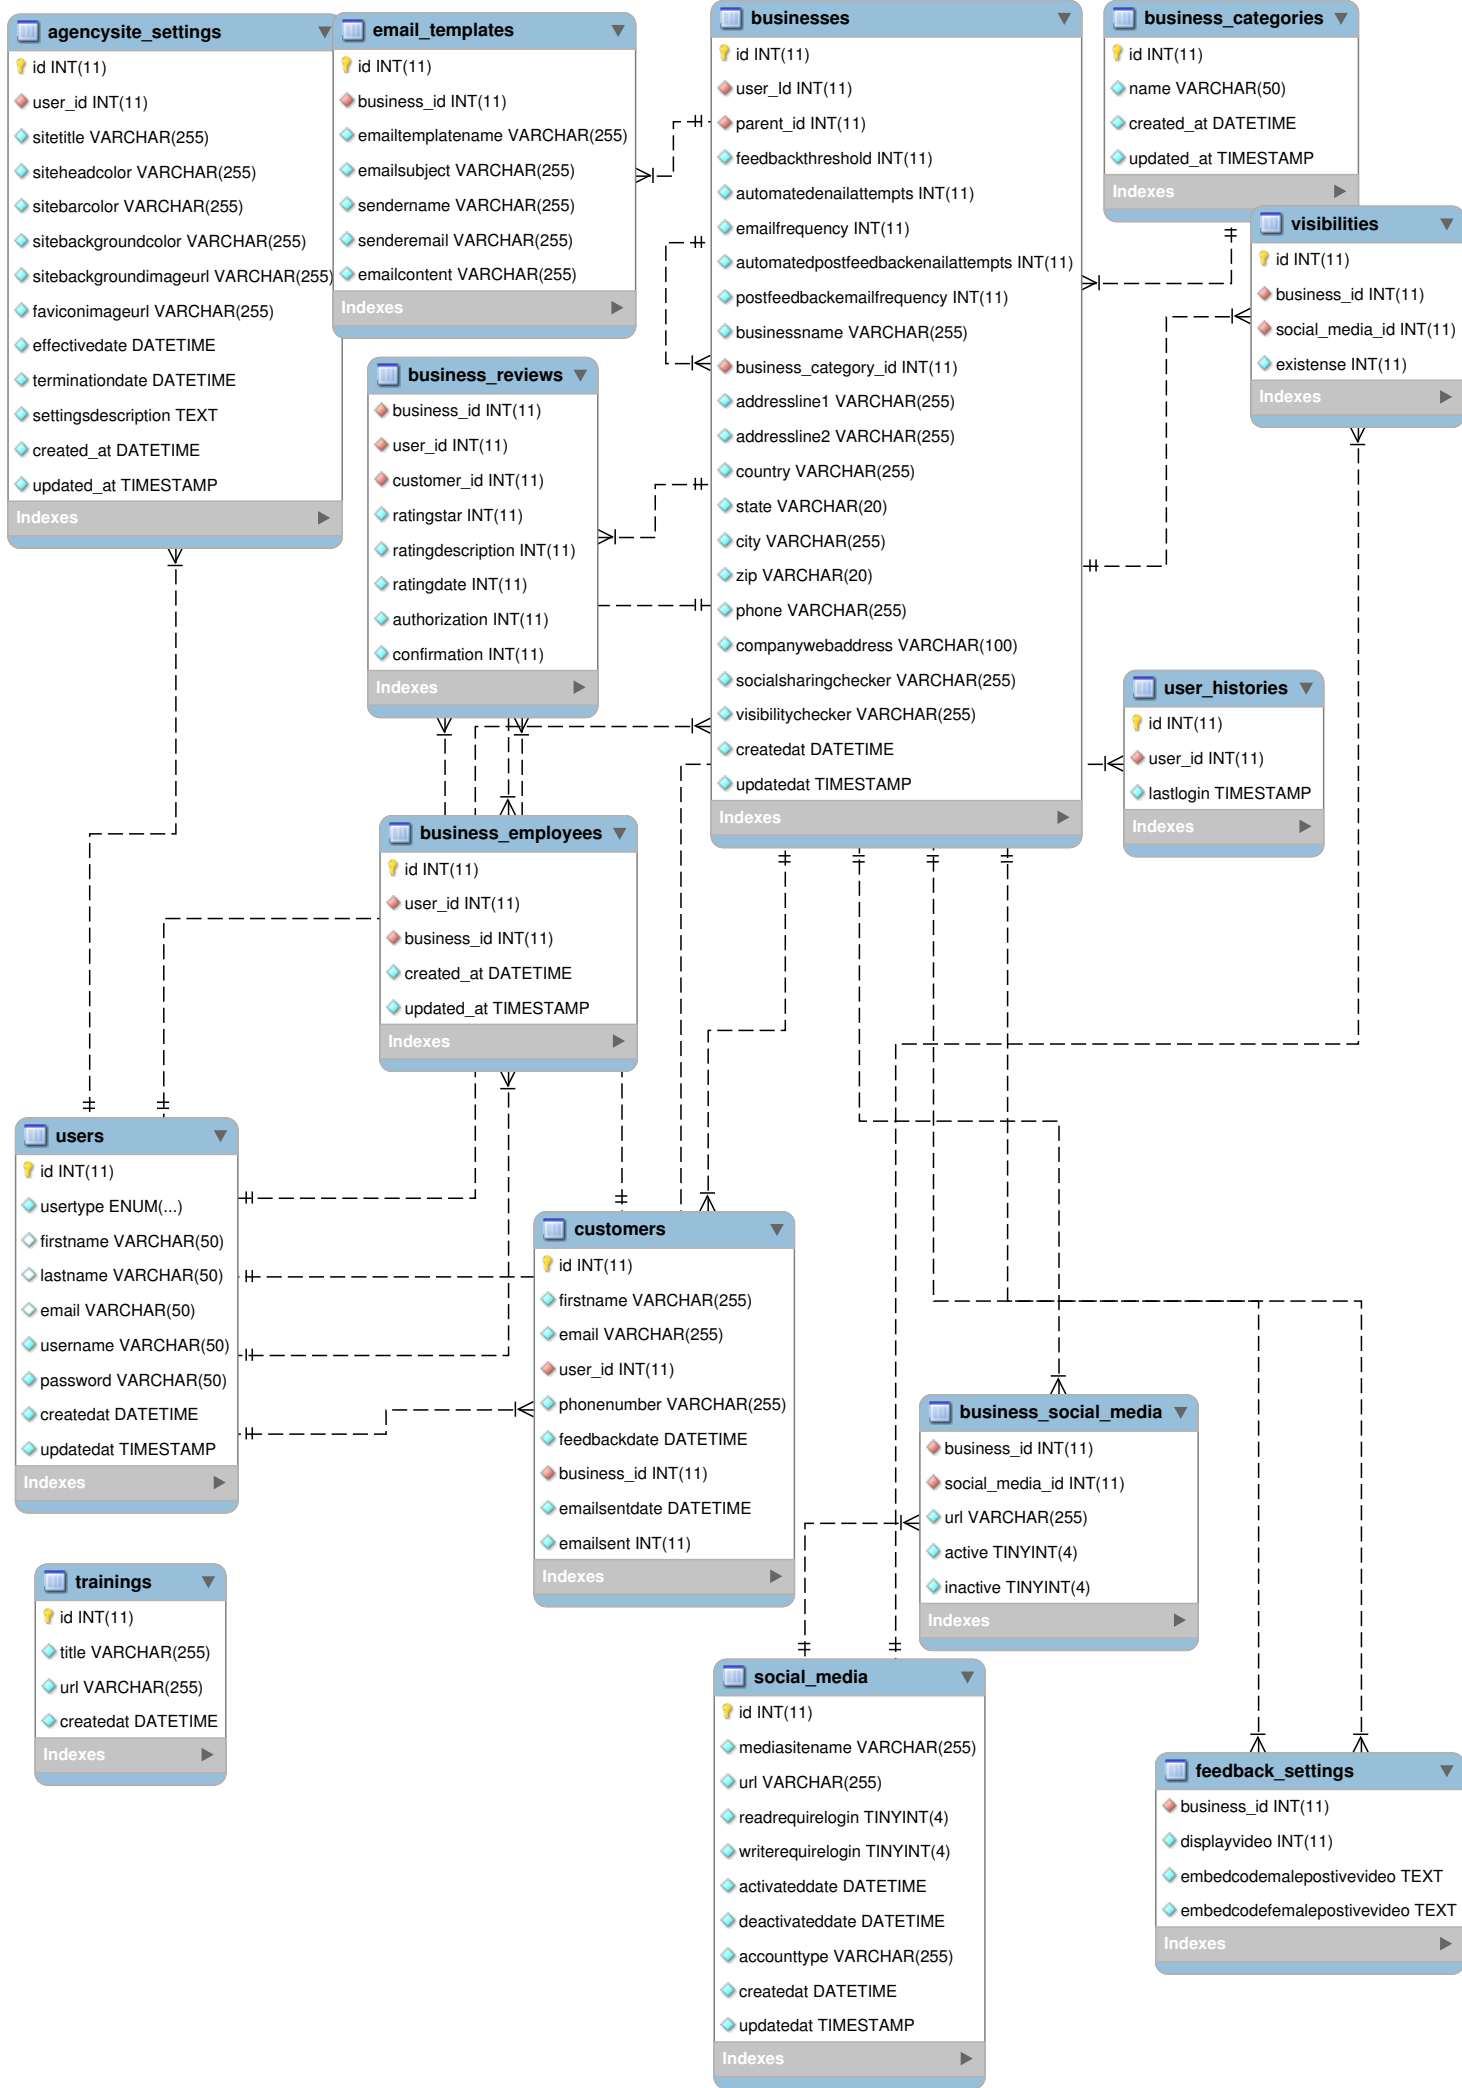 agencysite_settings
id INT(11)
user_id INT(11)
sitetitle VARCHAR(255)
siteheadcolor VARCHAR(255)
sitebarcolor VARCHAR(255)
sitebackgroundcolor VARCHAR(255)
sitebackgroundimageurl VARCHAR(255)
faviconimageurl VARCHAR(255)
effectivedate DATETIME
terminationdate DATETIME
settingsdescription TEXT
created_at DATETIME
updated_at TIMESTAMP
Indexes
email_templates
id INT(11)
business_id INT(11)
emailtemplatename VARCHAR(255)
emailsubject VARCHAR(255)
sendername VARCHAR(255)
senderemail VARCHAR(255)
emailcontent VARCHAR(255)
Indexes
businesses
id INT(11)
user_Id INT(11)
parent_id INT(11)
feedbackthreshold INT(11)
automatedenailattempts INT(11)
emailfrequency INT(11)
automatedpostfeedbackenailattempts INT(11)
postfeedbackemailfrequency INT(11)
businessname VARCHAR(255)
business_category_id INT(11)
addressline1 VARCHAR(255)
addressline2 VARCHAR(255)
country VARCHAR(255)
state VARCHAR(20)
city VARCHAR(255)
zip VARCHAR(20)
phone VARCHAR(255)
companywebaddress VARCHAR(100)
socialsharingchecker VARCHAR(255)
visibilitychecker VARCHAR(255)
createdat DATETIME
updatedat TIMESTAMP
Indexes
business_categories
id INT(11)
name VARCHAR(50)
created_at DATETIME
updated_at TIMESTAMP
Indexes
visibilities
id INT(11)
business_id INT(11)
social_media_id INT(11)
existense INT(11)
Indexes
business_reviews
business_id INT(11)
user_id INT(11)
customer_id INT(11)
ratingstar INT(11)
ratingdescription INT(11)
ratingdate INT(11)
authorization INT(11)
confirmation INT(11)
Indexes
user_histories
id INT(11)
user_id INT(11)
lastlogin TIMESTAMP
Indexes
business_employees
id INT(11)
user_id INT(11)
business_id INT(11)
created_at DATETIME
updated_at TIMESTAMP
Indexes
users
id INT(11)
usertype ENUM(...)
firstname VARCHAR(50)
lastname VARCHAR(50)
email VARCHAR(50)
username VARCHAR(50)
password VARCHAR(50)
createdat DATETIME
updatedat TIMESTAMP
Indexes
customers
id INT(11)
firstname VARCHAR(255)
email VARCHAR(255)
user_id INT(11)
phonenumber VARCHAR(255)
feedbackdate DATETIME
business_id INT(11)
emailsentdate DATETIME
emailsent INT(11)
Indexes
business_social_media
business_id INT(11)
social_media_id INT(11)
url VARCHAR(255)
active TINYINT(4)
inactive TINYINT(4)
Indexes
trainings
id INT(11)
title VARCHAR(255)
url VARCHAR(255)
createdat DATETIME
Indexes
social_media
id INT(11)
mediasitename VARCHAR(255)
url VARCHAR(255)
readrequirelogin TINYINT(4)
writerequirelogin TINYINT(4)
activateddate DATETIME
deactivateddate DATETIME
accounttype VARCHAR(255)
createdat DATETIME
updatedat TIMESTAMP
Indexes
feedback_settings
business_id INT(11)
displayvideo INT(11)
embedcodemalepostivevideo TEXT
embedcodefemalepostivevideo TEXT
Indexes